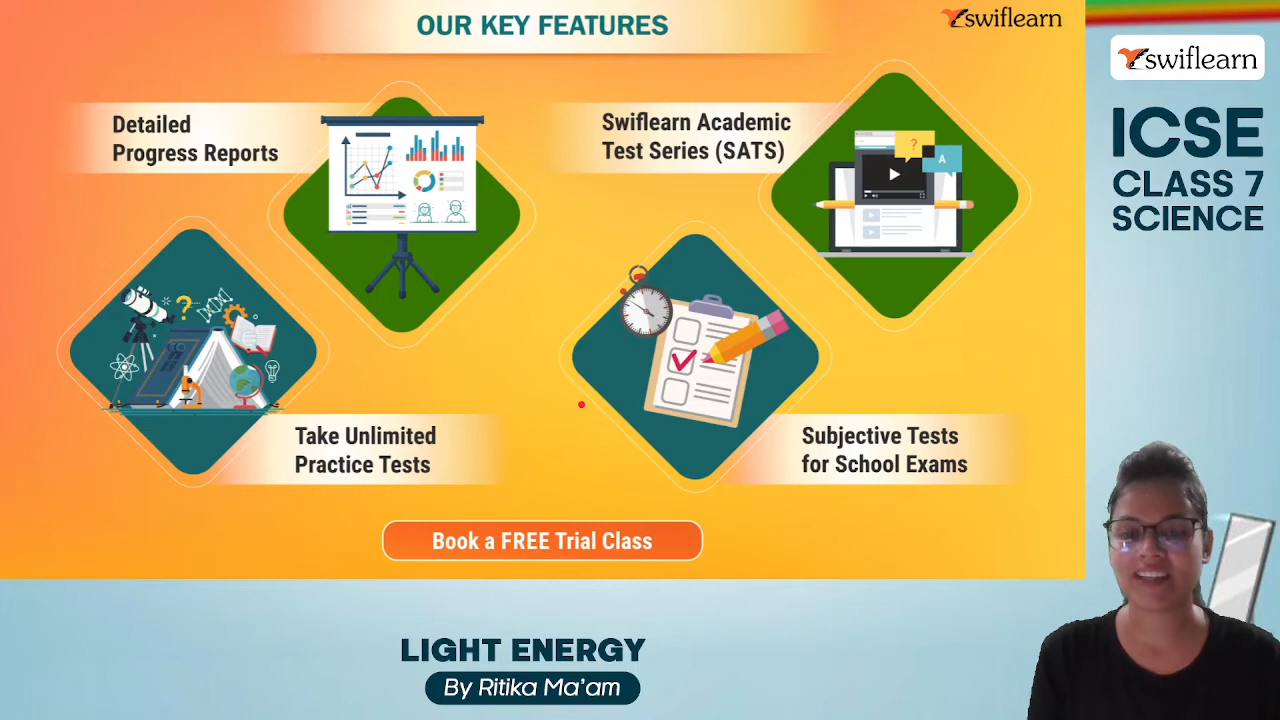 OUR KEY FEATURES
swiflearn
swiflearn
ICSE
CLASS 7
SCIENCE
Detailed
Progress Reports
Swiflearn Academic
Test Series (SATS)
?
A
?
Take Unlimited
Practice Tests
Subjective Tests
for School Exams
Book a FREE Trial Class
LIGHT ENERGY
By Ritika Ma'am